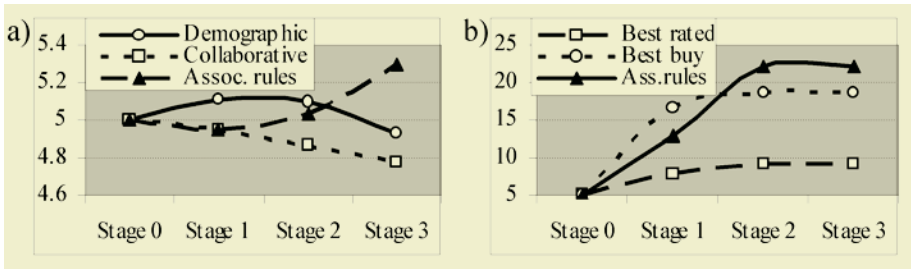 a)
Demographic
Collaborative
Assoc. rules
5.4
5.2
5
4.8
4.6
Stage 0 Stage 1 Stage 2 Stage 3
b)
Best rated
Best buy
Ass.rules
25
20
15
10
5
Stage 0 Stage 1 Stage 2 Stage 3